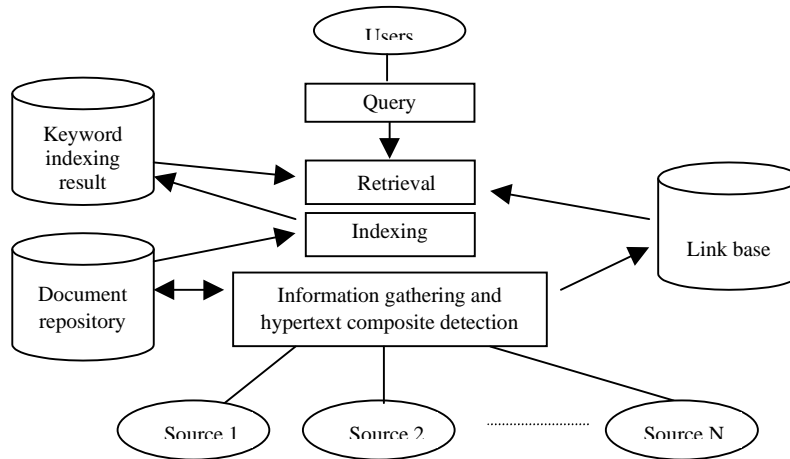 Users
Query
Keyword
indexing
result
Retrieval
Indexing
Link base
Document
repository
Information gathering and
hypertext composite detection
Source 1
Source 2
Source N